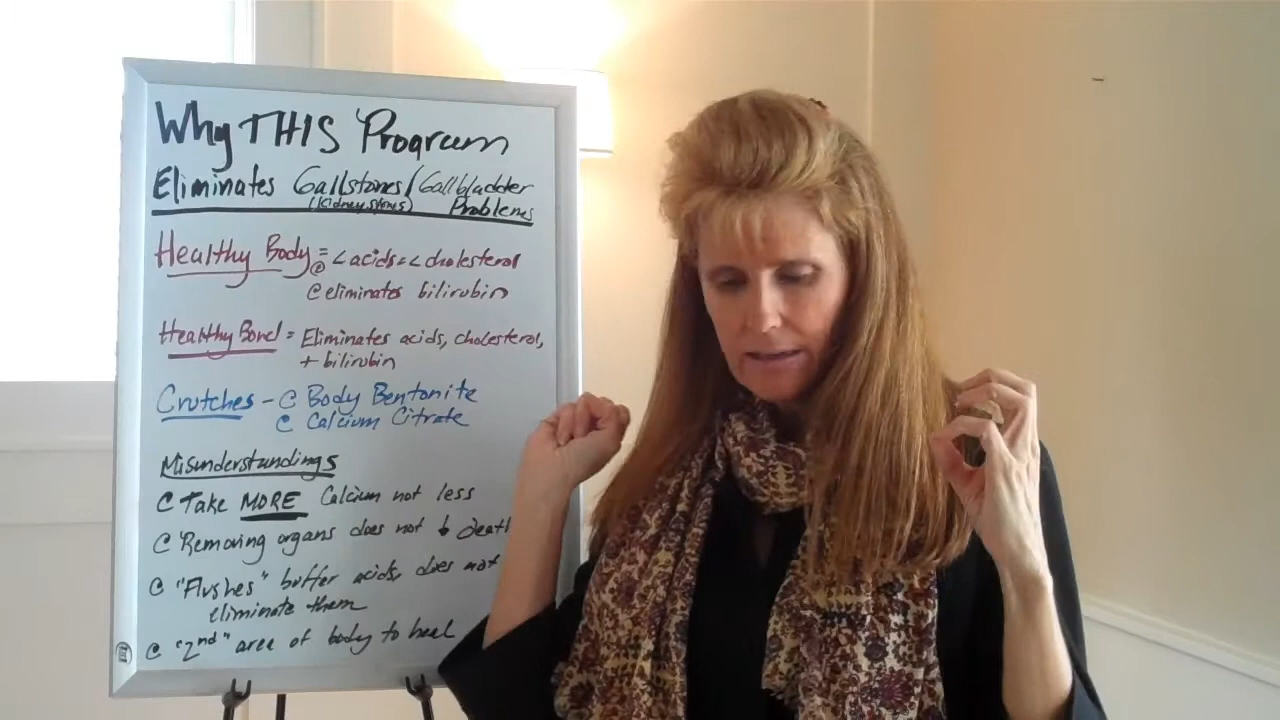 Why THIS Program
Eliminates Gallstones/Gallbladder
(kidney stones) Problems
Healthy Body = < acids = < cholesterol
@ eliminates bilirubin
Healthy Bowel = Eliminates acids, cholesterol,
+ bilirubin
Crutches - @ Body Bentonite
@ Calcium Citrate
Misunderstandings
@ Take MORE Calcium not less
@ Removing organs does not ↓ death
@ "Flushes" buffer acids, does not
eliminate them
@ "2nd" area of body to heal